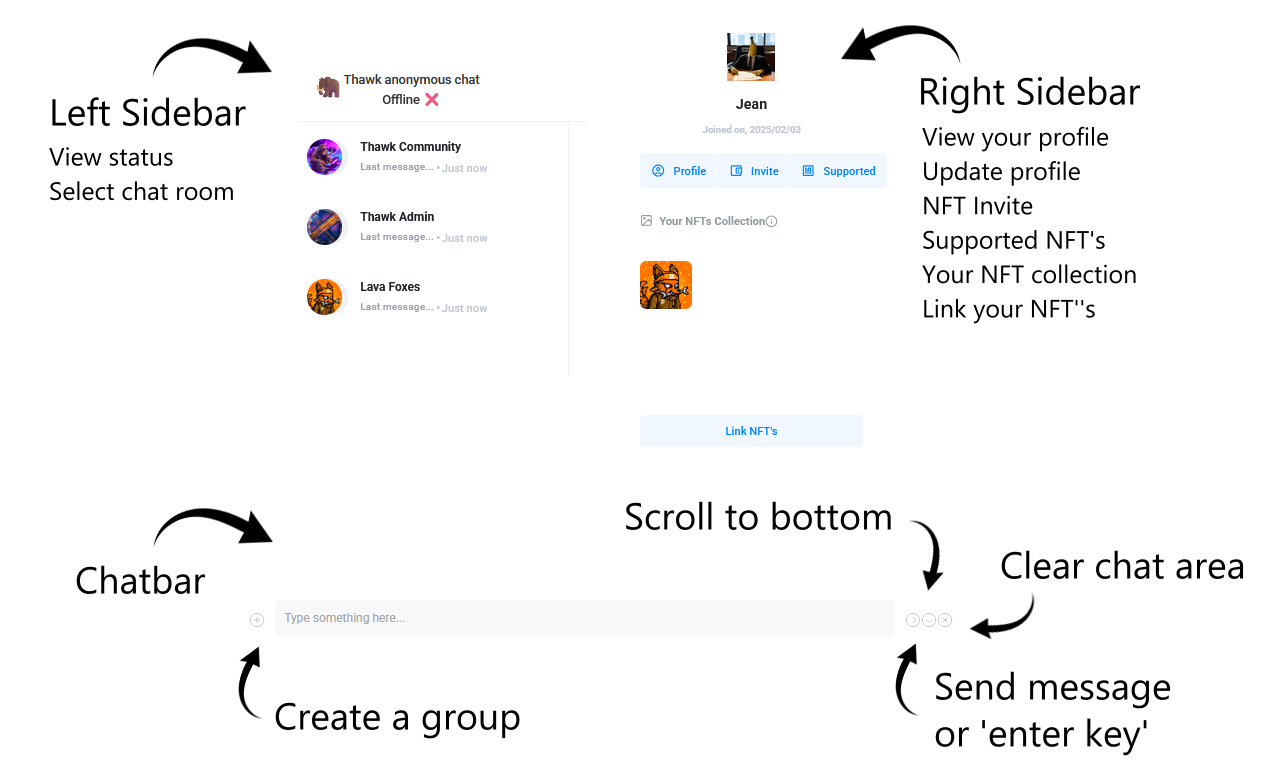 Left Sidebar
View status
Select chat room
Thawk anonymous chat
Offline ❌
Thawk Community
Last message... • Just now
Thawk Admin
Last message... • Just now
Lava Foxes
Last message... • Just now
Jean
Joined on, 2025/02/03
Profile Invite Supported
Your NFTs Collection
Link NFT's
Right Sidebar
View your profile
Update profile
NFT Invite
Supported NFT's
Your NFT collection
Link your NFT''s
Chatbar
Scroll to bottom
Clear chat area
Type something here...
Create a group
Send message
or 'enter key'